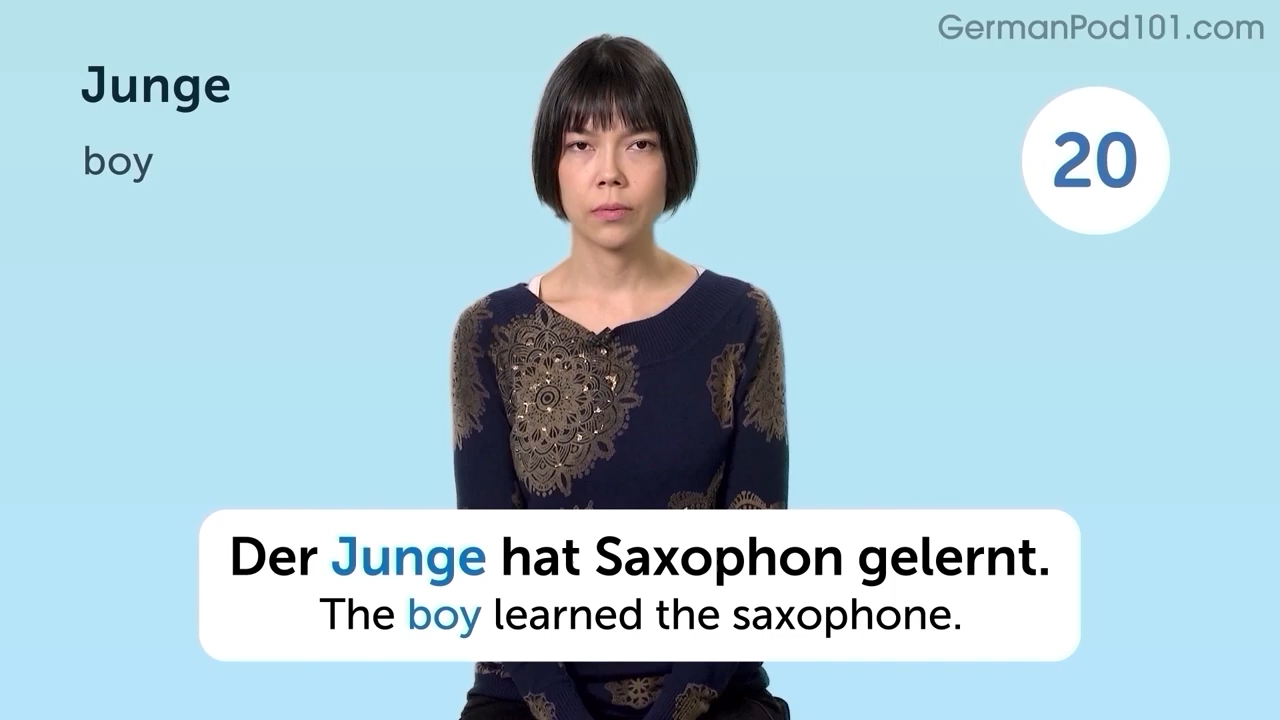 GermanPod101.com
Junge
boy
20
Der Junge hat Saxophon gelernt.
The boy learned the saxophone.